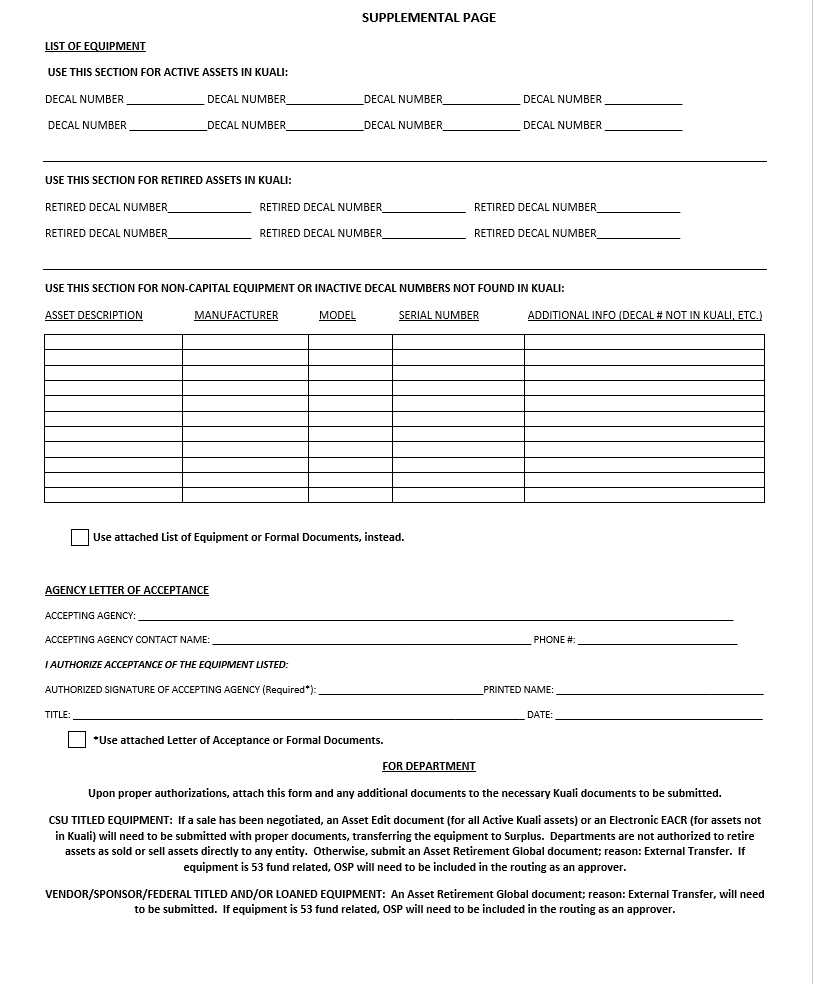 SUPPLEMENTAL PAGE
LIST OF EQUIPMENT
USE THIS SECTION FOR ACTIVE ASSETS IN KUALI:
DECAL NUMBER ____________ DECAL NUMBER____________DECAL NUMBER____________ DECAL NUMBER ____________
DECAL NUMBER ____________DECAL NUMBER____________DECAL NUMBER____________ DECAL NUMBER ____________
USE THIS SECTION FOR RETIRED ASSETS IN KUALI:
RETIRED DECAL NUMBER_____________ RETIRED DECAL NUMBER_____________ RETIRED DECAL NUMBER_____________
RETIRED DECAL NUMBER_____________ RETIRED DECAL NUMBER_____________ RETIRED DECAL NUMBER_____________
USE THIS SECTION FOR NON-CAPITAL EQUIPMENT OR INACTIVE DECAL NUMBERS NOT FOUND IN KUALI:
ASSET DESCRIPTION MANUFACTURER MODEL SERIAL NUMBER ADDITIONAL INFO (DECAL # NOT IN KUALI, ETC.)
Use attached List of Equipment or Formal Documents, instead.
AGENCY LETTER OF ACCEPTANCE
ACCEPTING AGENCY: ____________
ACCEPTING AGENCY CONTACT NAME: ____________ PHONE #: ____________
I AUTHORIZE ACCEPTANCE OF THE EQUIPMENT LISTED:
AUTHORIZED SIGNATURE OF ACCEPTING AGENCY (Required*): ____________PRINTED NAME: ____________
TITLE: ____________ DATE: ____________
*Use attached Letter of Acceptance or Formal Documents.
FOR DEPARTMENT
Upon proper authorizations, attach this form and any additional documents to the necessary Kuali documents to be submitted.
CSU TITLED EQUIPMENT: If a sale has been negotiated, an Asset Edit document (for all Active Kuali assets) or an Electronic EACR (for assets not
in Kuali) will need to be submitted with proper documents, transferring the equipment to Surplus. Departments are not authorized to retire
assets as sold or sell assets directly to any entity. Otherwise, submit an Asset Retirement Global document; reason: External Transfer. If
equipment is 53 fund related, OSP will need to be included in the routing as an approver.
VENDOR/SPONSOR/FEDERAL TITLED AND/OR LOANED EQUIPMENT: An Asset Retirement Global document; reason: External Transfer, will need
to be submitted. If equipment is 53 fund related, OSP will need to be included in the routing as an approver.